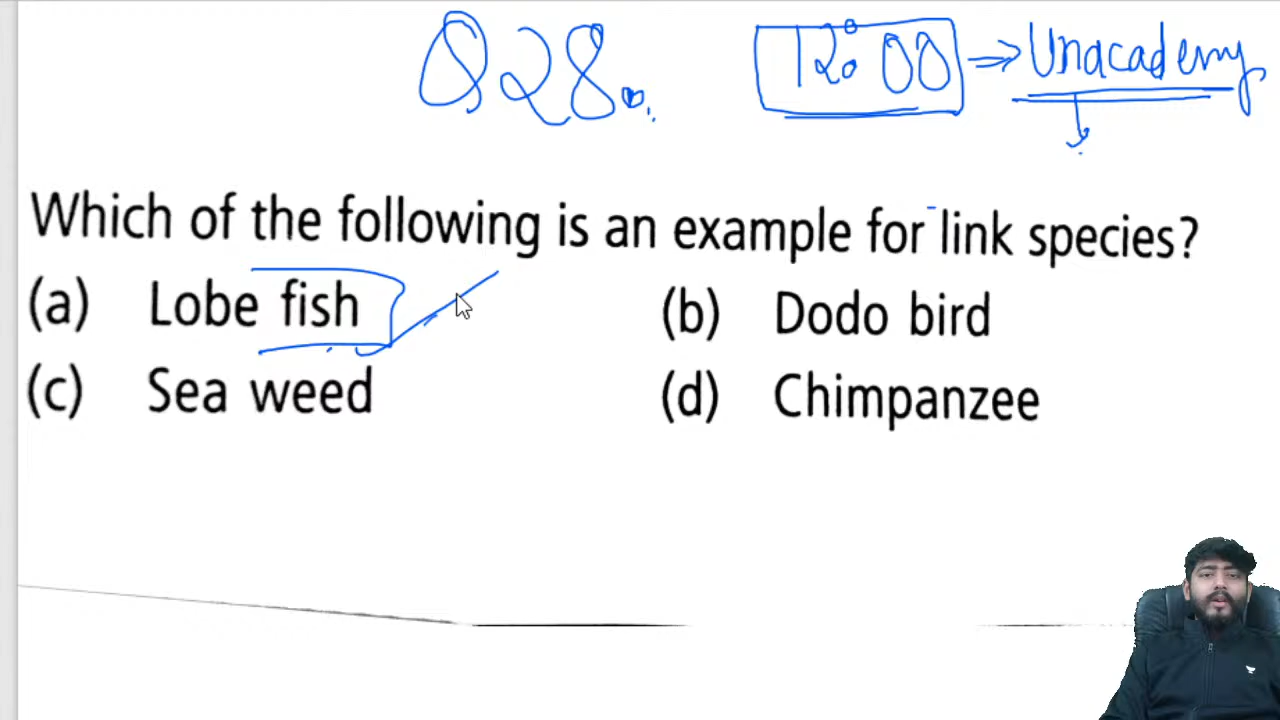 Q28. 12:00 → Unacademy
Which of the following is an example for link species?
(a) Lobe fish (b) Dodo bird
(c) Sea weed (d) Chimpanzee